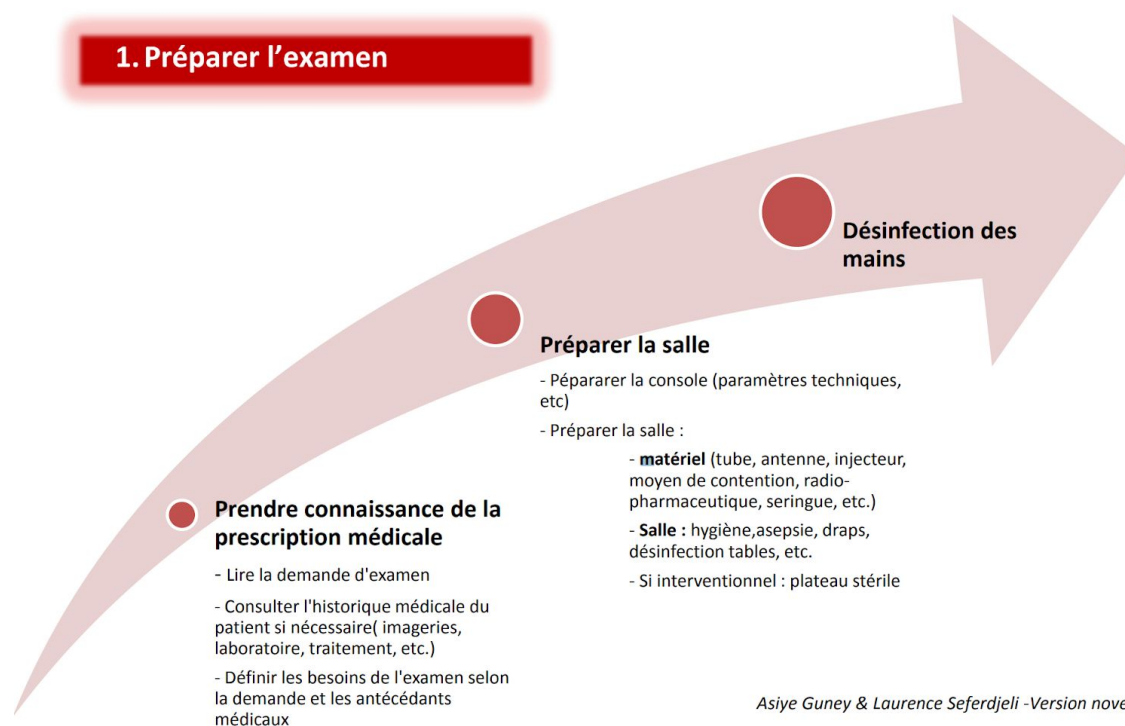 1. Préparer l'examen
Désinfection des
mains
Préparer la salle
- Pépararer la console (paramètres techniques,
etc)
- Préparer la salle :
- matériel (tube, antenne, injecteur,
moyen de contention, radio-
pharmaceutique, seringue, etc.)
- Salle : hygiène,asepsie, draps,
désinfection tables, etc.
- Si interventionnel : plateau stérile
Prendre connaissance de la
prescription médicale
- Lire la demande d'examen
- Consulter l'historique médicale du
patient si nécessaire( imageries,
laboratoire, traitement, etc.)
- Définir les besoins de l'examen selon
la demande et les antécédants
médicaux
Asiye Guney & Laurence Seferdjeli -Version nove